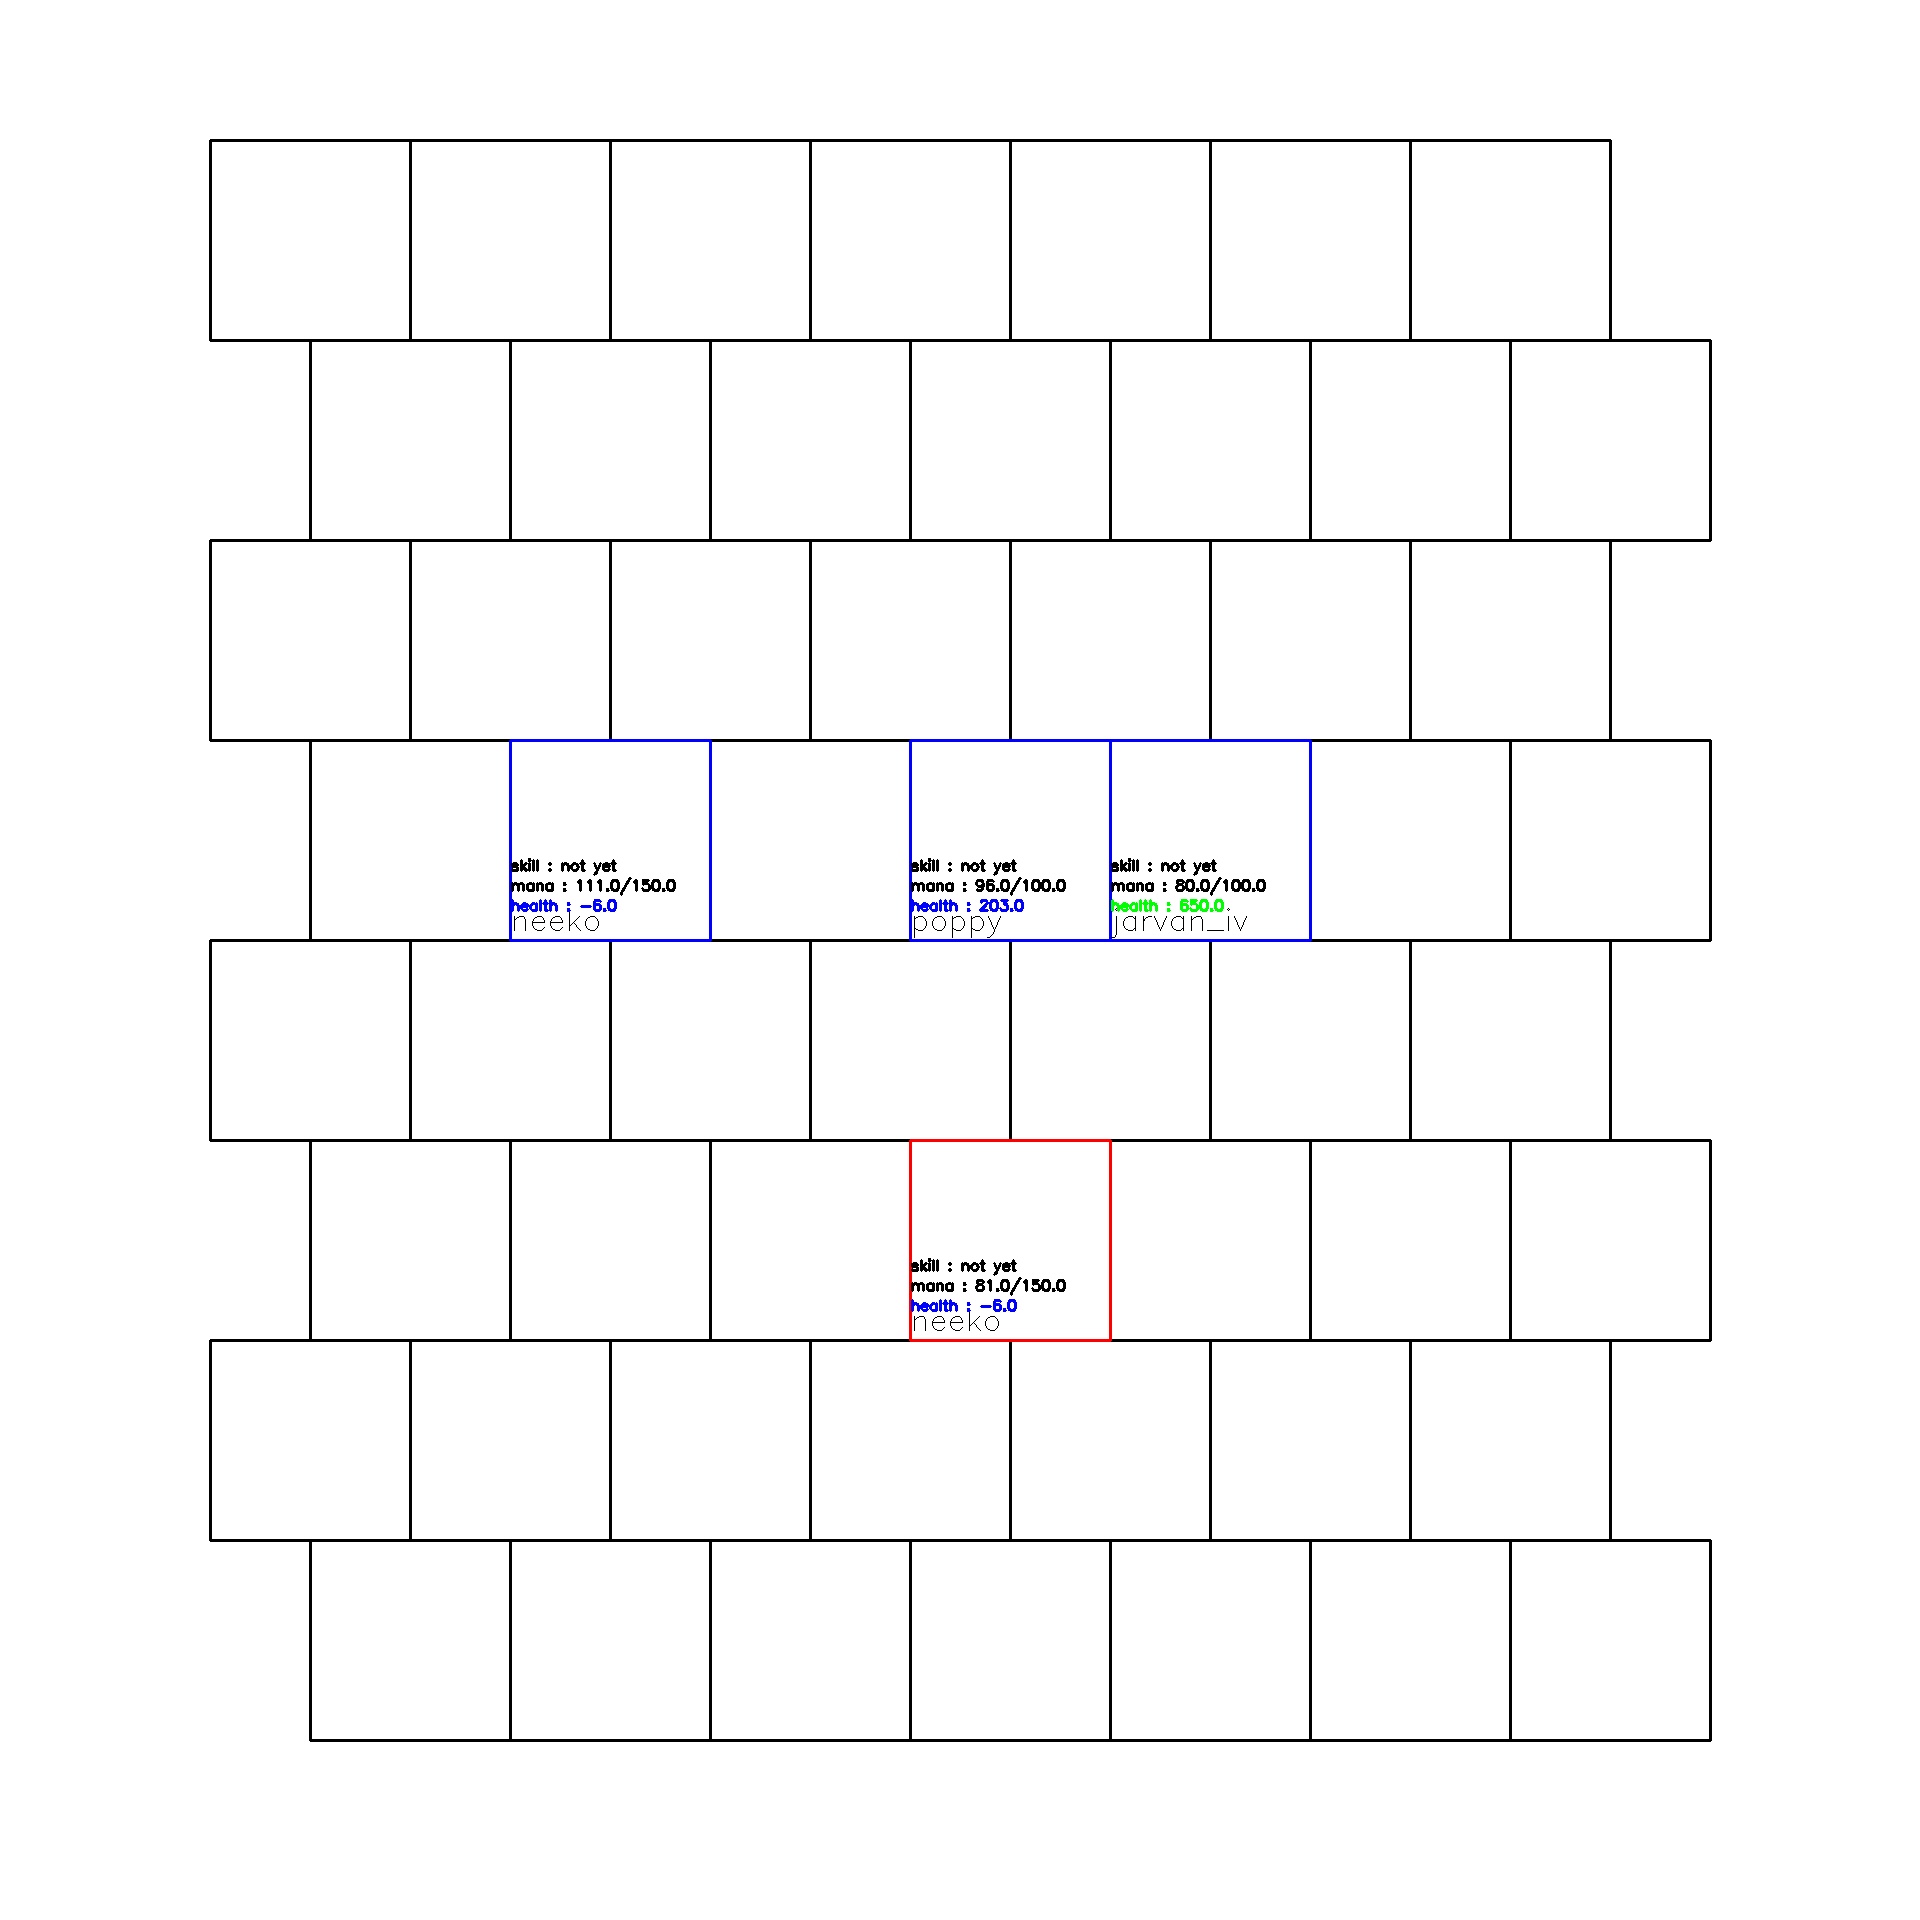 skill : not yet
mana : 111.0/150.0
health : -6.0
neeko
skill : not yet
mana : 96.0/100.0
health : 203.0
poppy
skill : not yet
mana : 80.0/100.0
health : 650.0
jarvan_iv
skill : not yet
mana : 81.0/150.0
health : -6.0
neeko